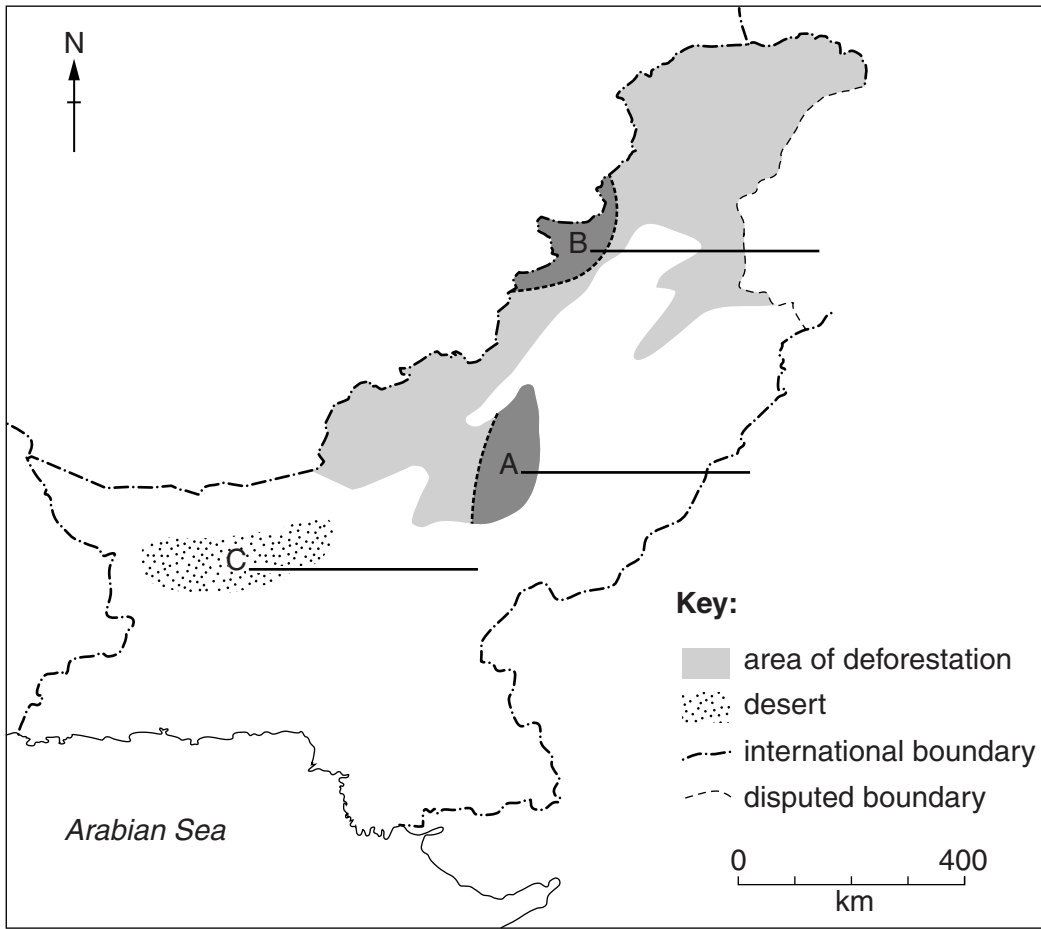 N
B
A
C
Key:
area of deforestation
desert
international boundary
disputed boundary
Arabian Sea
0 400
km